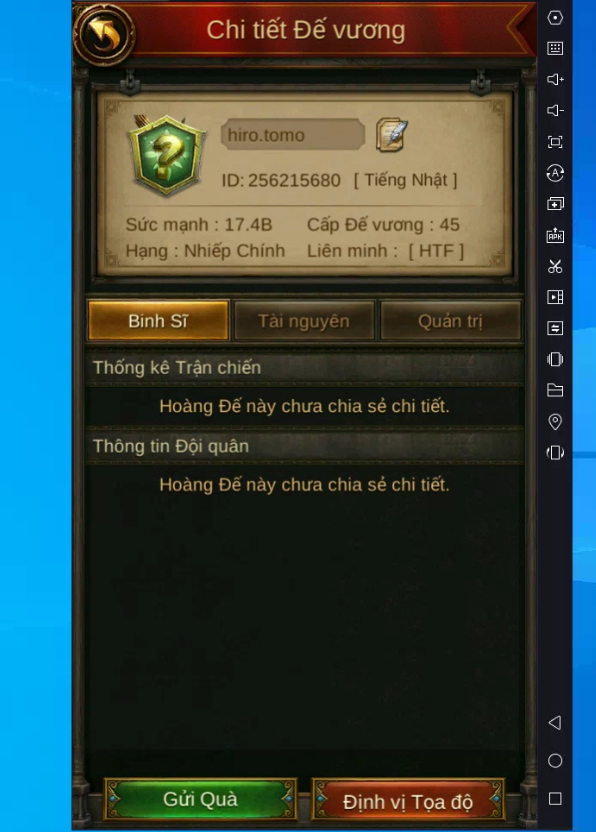 Chi tiết Đế vương
hiro.tomo
ID: 256215680 [ Tiếng Nhật ]
Sức mạnh : 17.4B Cấp Đế vương : 45
Hạng : Nhiếp Chính Liên minh : [ HTF ]
Binh Sĩ Tài nguyên Quản trị
Thống kê Trận chiến
Hoàng Đế này chưa chia sẻ chi tiết.
Thông tin Đội quân
Hoàng Đế này chưa chia sẻ chi tiết.
Gửi Quà Định vị Tọa độ
A
APK